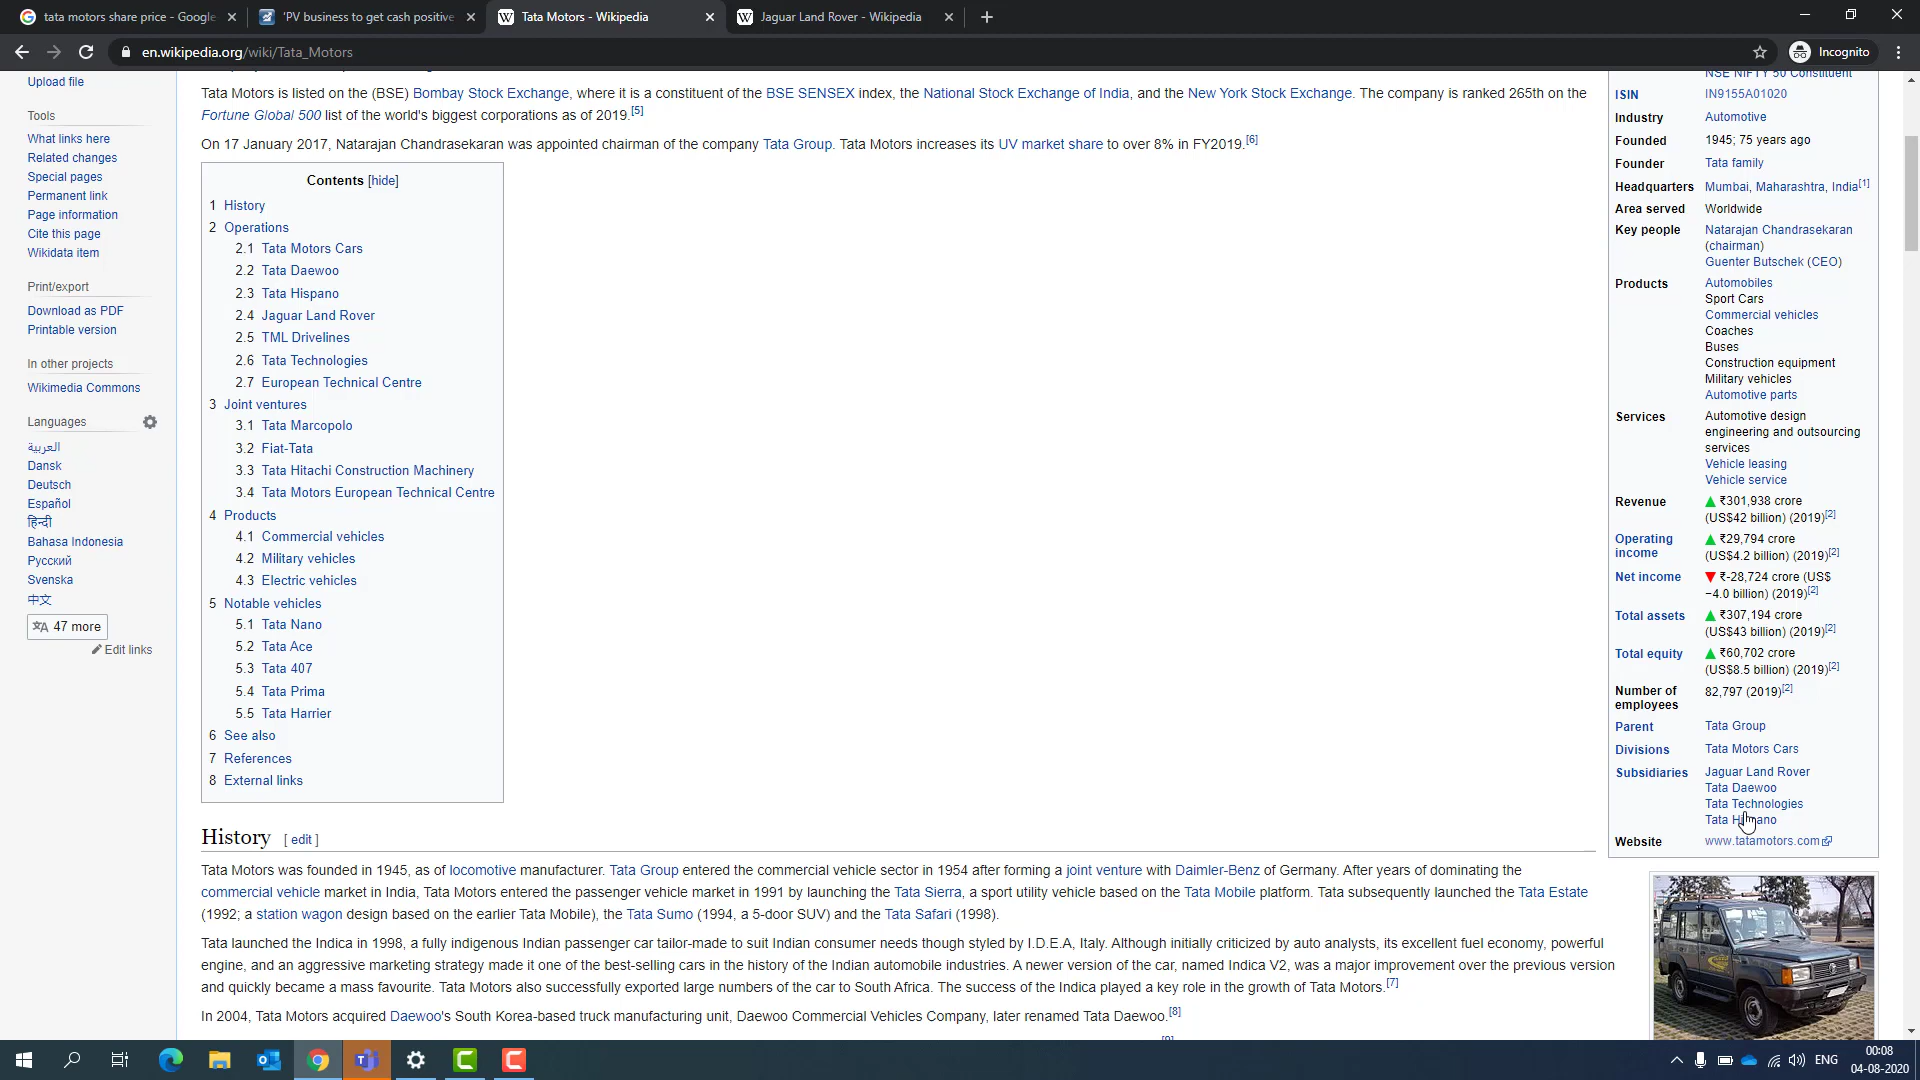 tata motors share price - Google
'PV business to get cash positive
Tata Motors - Wikipedia
Jaguar Land Rover - Wikipedia
en.wikipedia.org/wiki/Tata_Motors
Incognito
Upload file
Tools
What links here
Related changes
Special pages
Permanent link
Page information
Cite this page
Wikidata item
Print/export
Download as PDF
Printable version
In other projects
Wikimedia Commons
Languages
العربية
Dansk
Deutsch
Español
हिन्दी
Bahasa Indonesia
Русский
Svenska
中文
47 more
Edit links
Tata Motors is listed on the (BSE) Bombay Stock Exchange, where it is a constituent of the BSE SENSEX index, the National Stock Exchange of India, and the New York Stock Exchange. The company is ranked 265th on the
Fortune Global 500 list of the world's biggest corporations as of 2019.[5]
On 17 January 2017, Natarajan Chandrasekaran was appointed chairman of the company Tata Group. Tata Motors increases its UV market share to over 8% in FY2019.[6]
Contents [hide]
1 History
2 Operations
2.1 Tata Motors Cars
2.2 Tata Daewoo
2.3 Tata Hispano
2.4 Jaguar Land Rover
2.5 TML Drivelines
2.6 Tata Technologies
2.7 European Technical Centre
3 Joint ventures
3.1 Tata Marcopolo
3.2 Fiat-Tata
3.3 Tata Hitachi Construction Machinery
3.4 Tata Motors European Technical Centre
4 Products
4.1 Commercial vehicles
4.2 Military vehicles
4.3 Electric vehicles
5 Notable vehicles
5.1 Tata Nano
5.2 Tata Ace
5.3 Tata 407
5.4 Tata Prima
5.5 Tata Harrier
6 See also
7 References
8 External links
History [ edit ]
Tata Motors was founded in 1945, as of locomotive manufacturer. Tata Group entered the commercial vehicle sector in 1954 after forming a joint venture with Daimler-Benz of Germany. After years of dominating the
commercial vehicle market in India, Tata Motors entered the passenger vehicle market in 1991 by launching the Tata Sierra, a sport utility vehicle based on the Tata Mobile platform. Tata subsequently launched the Tata Estate
(1992; a station wagon design based on the earlier Tata Mobile), the Tata Sumo (1994, a 5-door SUV) and the Tata Safari (1998).
Tata launched the Indica in 1998, a fully indigenous Indian passenger car tailor-made to suit Indian consumer needs though styled by I.D.E.A, Italy. Although initially criticized by auto analysts, its excellent fuel economy, powerful
engine, and an aggressive marketing strategy made it one of the best-selling cars in the history of the Indian automobile industries. A newer version of the car, named Indica V2, was a major improvement over the previous version
and quickly became a mass favourite. Tata Motors also successfully exported large numbers of the car to South Africa. The success of the Indica played a key role in the growth of Tata Motors.[7]
In 2004, Tata Motors acquired Daewoo's South Korea-based truck manufacturing unit, Daewoo Commercial Vehicles Company, later renamed Tata Daewoo.[8]
[9]
NSE NIFTY 50 Constituent
ISIN IN9155A01020
Industry Automotive
Founded 1945; 75 years ago
Founder Tata family
Headquarters Mumbai, Maharashtra, India[1]
Area served Worldwide
Key people Natarajan Chandrasekaran
(chairman)
Guenter Butschek (CEO)
Products Automobiles
Sport Cars
Commercial vehicles
Coaches
Buses
Construction equipment
Military vehicles
Automotive parts
Services Automotive design
engineering and outsourcing
services
Vehicle leasing
Vehicle service
Revenue ▲ ₹301,938 crore
(US$42 billion) (2019)[2]
Operating ▲ ₹29,794 crore
income (US$4.2 billion) (2019)[2]
Net income ▼ ₹-28,724 crore (US$
−4.0 billion) (2019)[2]
Total assets ▲ ₹307,194 crore
(US$43 billion) (2019)[2]
Total equity ▲ ₹60,702 crore
(US$8.5 billion) (2019)[2]
Number of 82,797 (2019)[2]
employees
Parent Tata Group
Divisions Tata Motors Cars
Subsidiaries Jaguar Land Rover
Tata Daewoo
Tata Technologies
Tata
Website www.tatamotors.com
ENG
00:08
04-08-2020